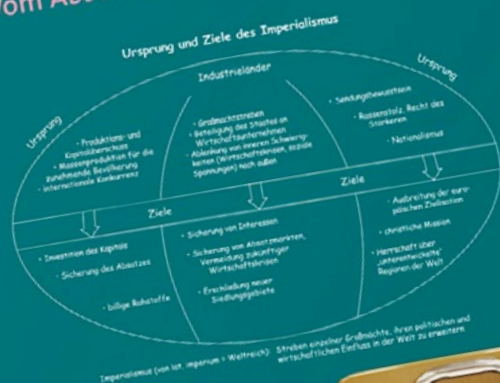 Vom
Ursprung und Ziele des Imperialismus
Industrieländer
Ursprung
Ursprung
- Produktions- und
Kapitalüberschuss
- Massenproduktion für die
zunehmende Bevölkerung
- internationale Konkurrenz
- Großmachtstreben
- Beteiligung des Staates an
Wirtschaftsunternehmen
- Ablenkung von inneren Schwierig-
keiten (Wirtschaftskrisen, soziale
Spannungen) nach außen
- Sendungsbewusstsein
- Rassenstolz, Recht des
Stärkeren
- Nationalismus
Ziele
Ziele
- Investition des Kapitals
- Sicherung des Absatzes
- billige Rohstoffe
- Sicherung von Interessen
- Sicherung von Absatzmärkten,
Vermeidung zukünftiger
Wirtschaftskrisen
- Erschließung neuer
Siedlungsgebiete
- Ausbreitung der euro-
päischen Zivilisation
- christliche Mission
- Herrschaft über
„unterentwickelte“
Regionen der Welt
Imperialismus (von lat. imperium = Weltreich): Streben einzelner Großmächte, ihren politischen und
wirtschaftlichen Einfluss in der Welt zu erweitern